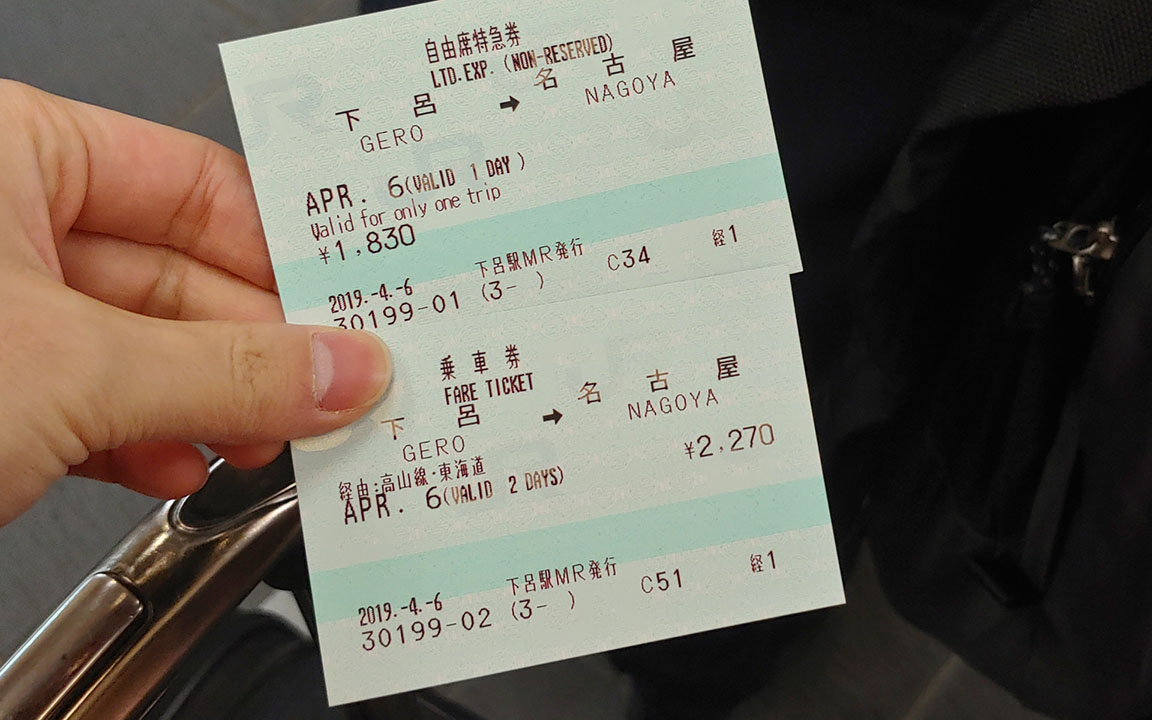 自由席特急券
LTD.EXP. (NON-RESERVED)
下 呂 ➡ 名 古 屋
GERO NAGOYA
APR. 6(VALID 1 DAY )
Valid for only one trip
¥1,830
下呂駅MR発行 C34 経1
2019.-4.-6 (3- )
30199-01
乗 車 券
FARE TICKET
下 呂 ➡ 名 古 屋
GERO NAGOYA
¥2,270
経由:高山線・東海道
APR. 6(VALID 2 DAYS)
下呂駅MR発行 C51 経1
2019.-4.-6 (3- )
30199-02